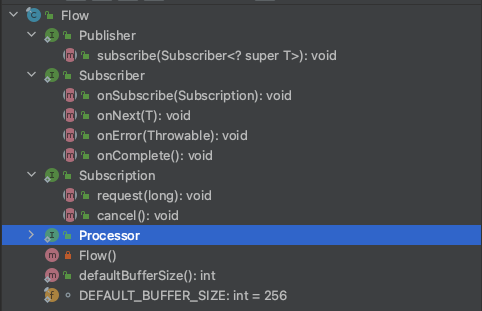 Flow
Publisher
subscribe(Subscriber<? super T>): void
Subscriber
onSubscribe(Subscription): void
onNext(T): void
onError(Throwable): void
onComplete(): void
Subscription
request(long): void
cancel(): void
Processor
Flow()
defaultBufferSize(): int
DEFAULT_BUFFER_SIZE: int = 256